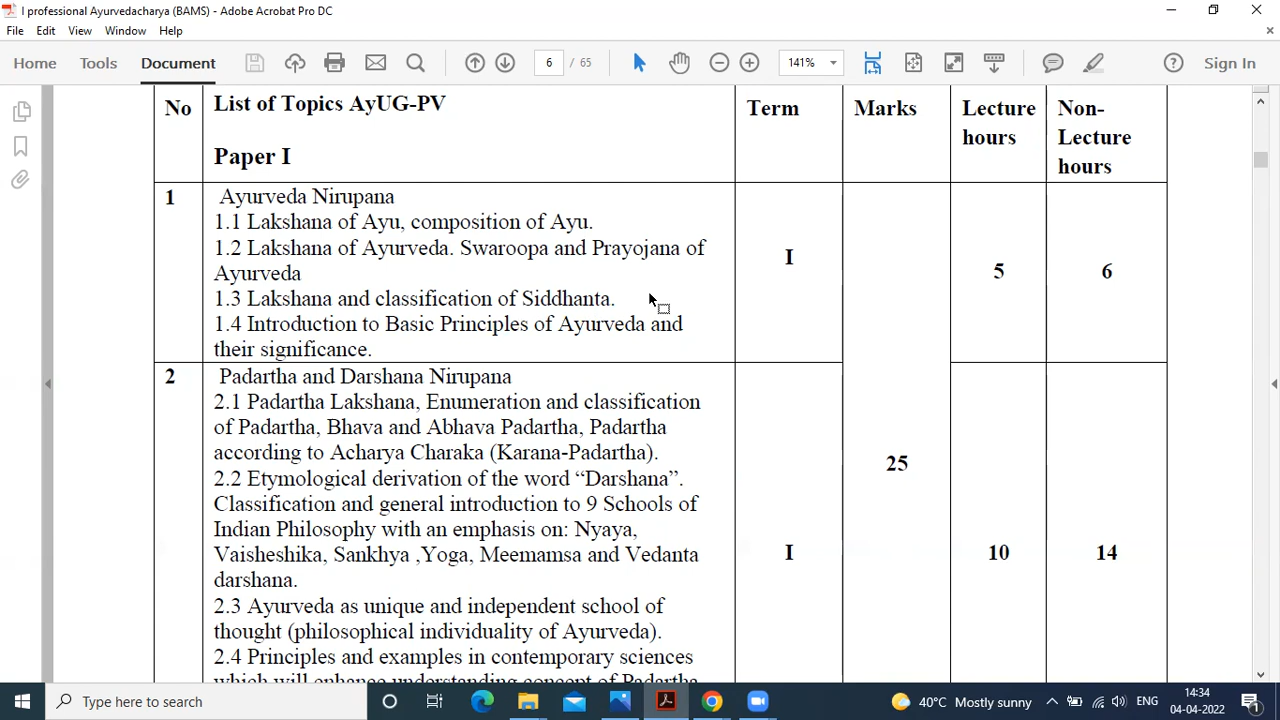 I professional Ayurvedacharya (BAMS) - Adobe Acrobat Pro DC
File Edit View Window Help
Home Tools Document 6 / 65 141% Sign In
No List of Topics AyUG-PV Term Marks Lecture hours Non-Lecture hours
Paper I
1 Ayurveda Nirupana
1.1 Lakshana of Ayu, composition of Ayu.
1.2 Lakshana of Ayurveda. Swaroopa and Prayojana of
Ayurveda
1.3 Lakshana and classification of Siddhanta.
1.4 Introduction to Basic Principles of Ayurveda and
their significance.
I 5 6
2 Padartha and Darshana Nirupana
2.1 Padartha Lakshana, Enumeration and classification
of Padartha, Bhava and Abhava Padartha, Padartha
according to Acharya Charaka (Karana-Padartha).
2.2 Etymological derivation of the word “Darshana”.
Classification and general introduction to 9 Schools of
Indian Philosophy with an emphasis on: Nyaya,
Vaisheshika, Sankhya ,Yoga, Meemamsa and Vedanta
darshana.
2.3 Ayurveda as unique and independent school of
thought (philosophical individuality of Ayurveda).
2.4 Principles and examples in contemporary sciences
which will enhance understanding concept of Padartha
25
I 10 14
Type here to search 40°C Mostly sunny ENG 14:34
04-04-2022 1